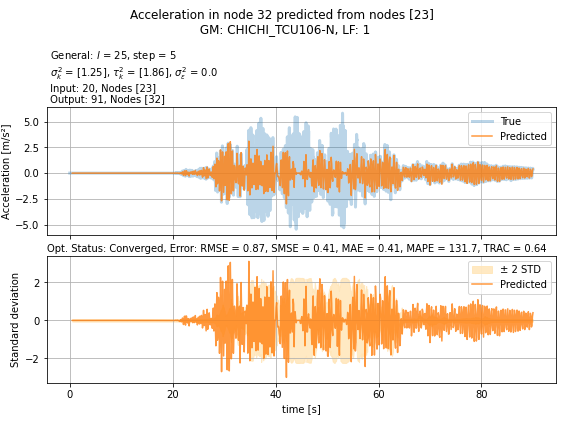 Acceleration in node 32 predicted from nodes [23]
GM: CHICHI_TCU106-N, LF: 1
General: l = 25, step = 5
σ²ₖ = [1.25], τ²ₖ = [1.86], σ²ε = 0.0
Input: 20, Nodes [23]
Output: 91, Nodes [32]
Acceleration [m/s²]
5.0
2.5
0.0
−2.5
−5.0
True
Predicted
Opt. Status: Converged, Error: RMSE = 0.87, SMSE = 0.41, MAE = 0.41, MAPE = 131.7, TRAC = 0.64
Standard deviation
2
0
−2
± 2 STD
Predicted
0
20
40
60
80
time [s]